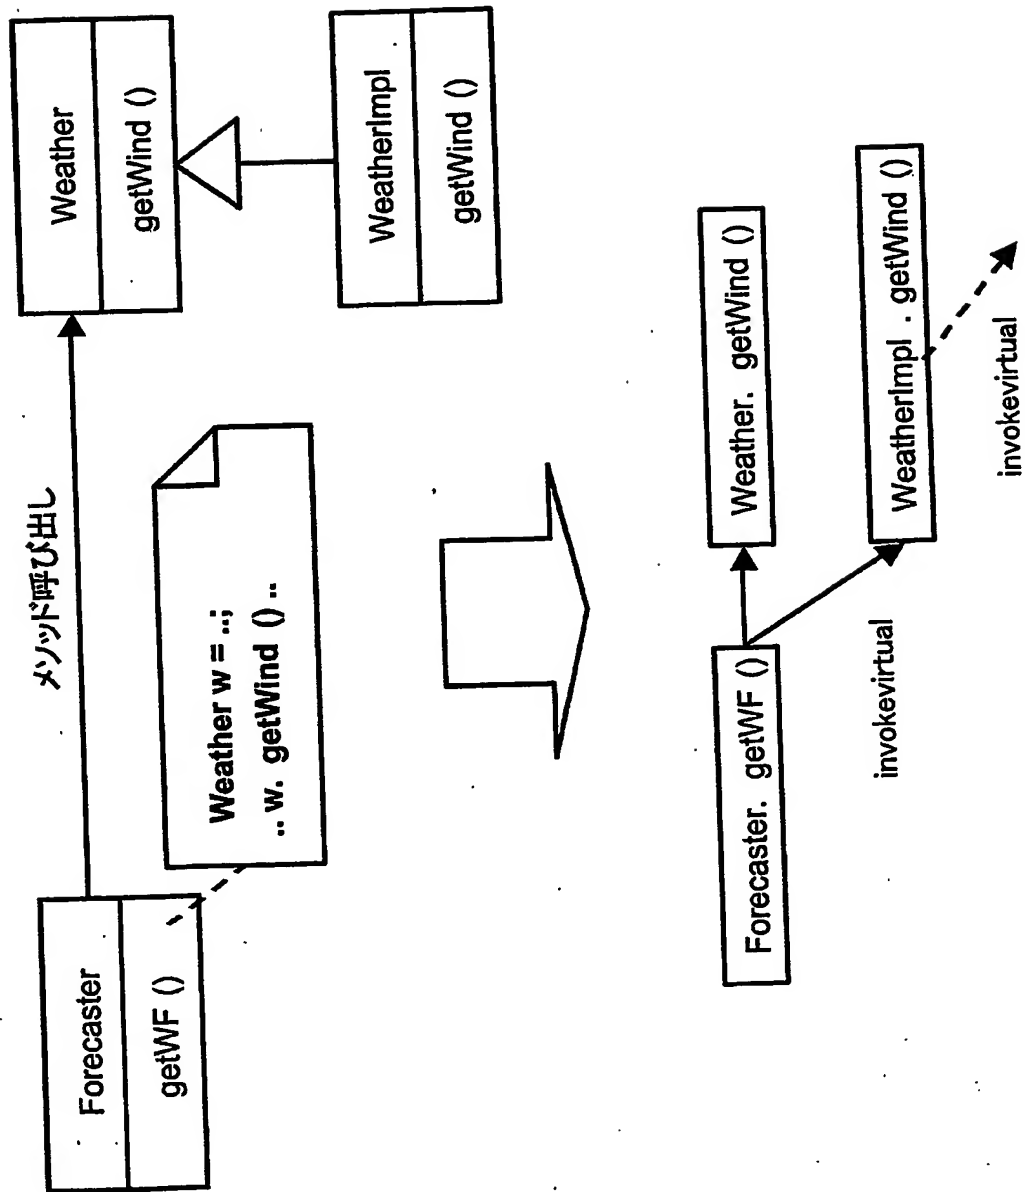 Forecaster
getWF ()
メソッド呼び出し
Weather
getWind ()
Weather w = ..;
.. w. getWind () ..
WeatherImpl
getWind ()
Forecaster. getWF ()
Weather. getWind ()
invokevirtual
WeatherImpl . getWind ()
invokevirtual